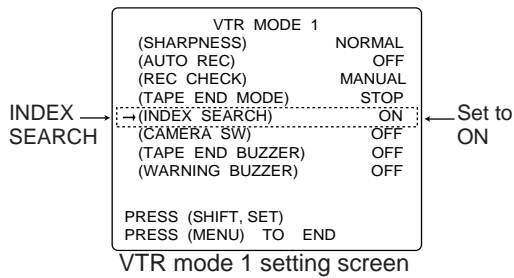 VTR MODE 1
(SHARPNESS) NORMAL
(AUTO REC) OFF
(REC CHECK) MANUAL
(TAPE END MODE) STOP
INDEX SEARCH
→(INDEX SEARCH) ON
Set to ON
(CAMERA SW) OFF
(TAPE END BUZZER) OFF
(WARNING BUZZER) OFF
PRESS (SHIFT, SET)
PRESS (MENU) TO END
VTR mode 1 setting screen